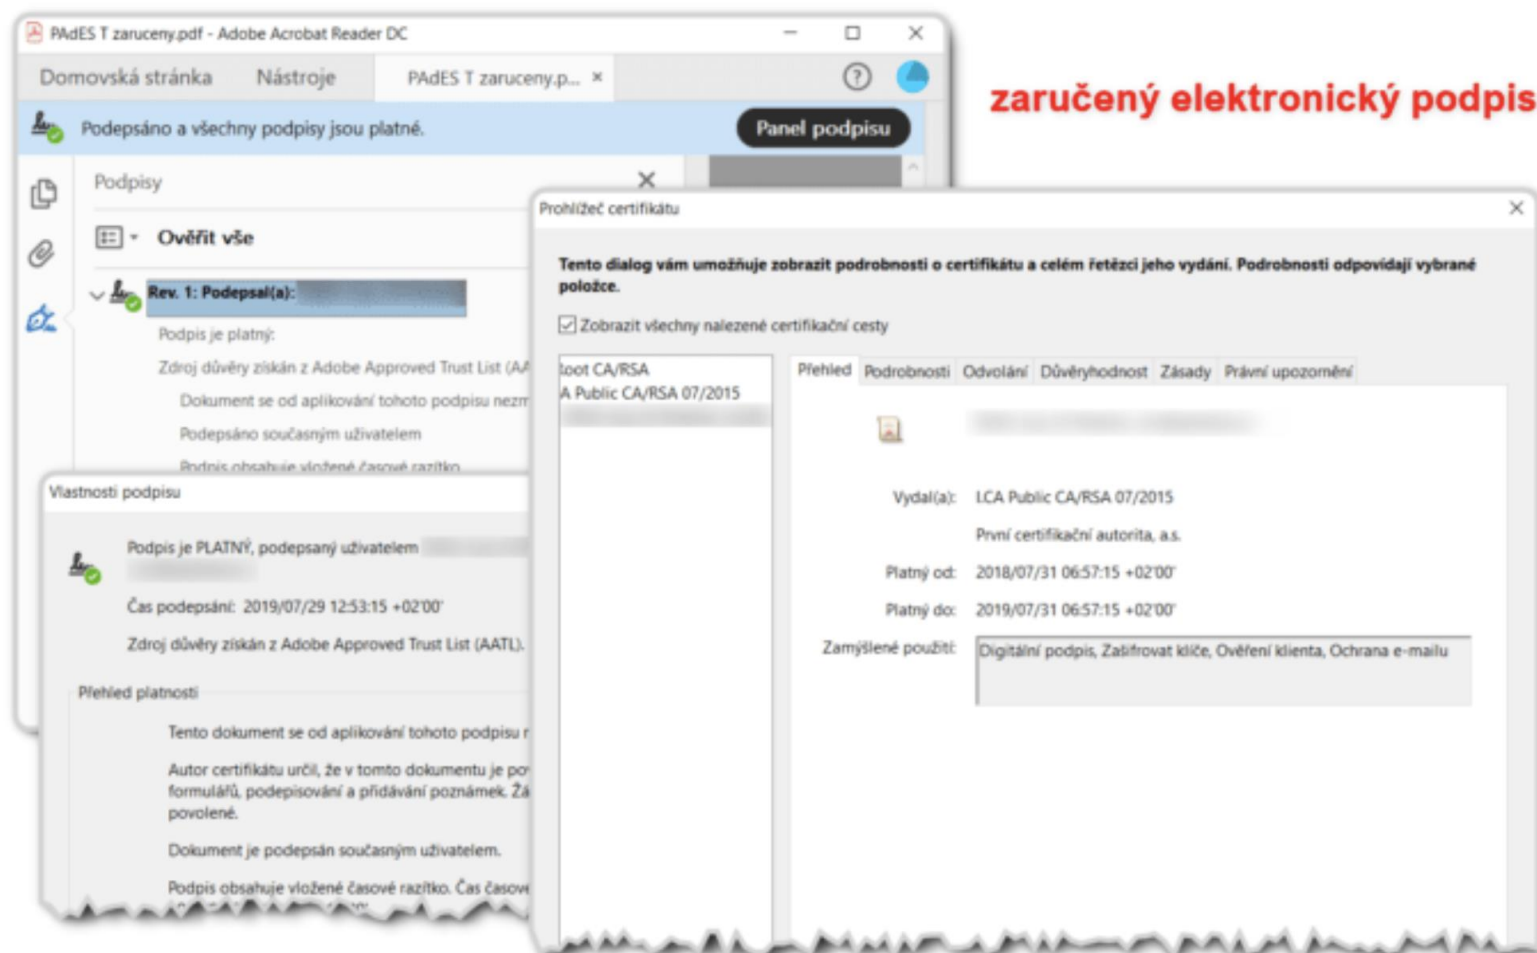 PAdES T zaruceny.pdf - Adobe Acrobat Reader DC
Domovská stránka Nástroje PAdES T zaruceny.p... ×
zaručený elektronický podpis
Podepsáno a všechny podpisy jsou platné. Panel podpisu
Podpisy
Ověřit vše
Rev. 1: Podepsal(a):
Podpis je platný:
Zdroj důvěry získán z Adobe Approved Trust List (AA
Dokument se od aplikování tohoto podpisu nezm
Podepsáno současným uživatelem
Podpis obsahuje vložené časové razítko
Vlastnosti podpisu
Podpis je PLATNÝ, podepsaný uživatelem
Čas podepsání: 2019/07/29 12:53:15 +02'00'
Zdroj důvěry získán z Adobe Approved Trust List (AATL).
Přehled platnosti
Tento dokument se od aplikování tohoto podpisu
Autor certifikátu určil, že v tomto dokumentu je pov
formulářů, podepisování a přidávání poznámek. Žá
povolené.
Dokument je podepsán současným uživatelem.
Podpis obsahuje vložené časové razítko. Čas časové
Prohlížeč certifikátu
Tento dialog vám umožňuje zobrazit podrobnosti o certifikátu a celém řetězci jeho vydání. Podrobnosti odpovídají vybrané
položce.
Zobrazit všechny nalezené certifikační cesty
Root CA/RSA
A Public CA/RSA 07/2015
Přehled Podrobnosti Odvolání Důvěryhodnost Zásady Právní upozornění
Vydal(a): I.CA Public CA/RSA 07/2015
První certifikační autorita, a.s.
Platný od: 2018/07/31 06:57:15 +02'00'
Platný do: 2019/07/31 06:57:15 +02'00'
Zamýšlené použití: Digitální podpis, Zašifrovat klíče, Ověření klienta, Ochrana e-mailu